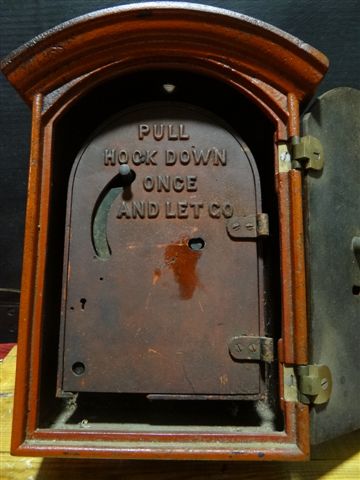 PULL
HOOK DOWN
ONCE
AND LET GO